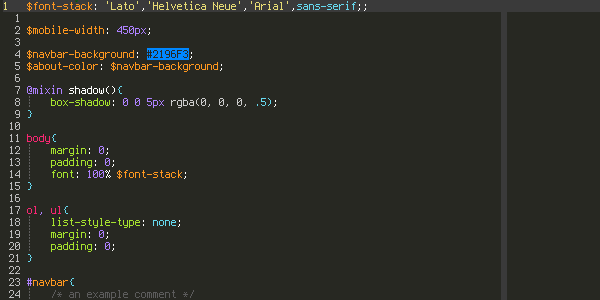 1 $font-stack: 'Lato','Helvetica Neue','Arial',sans-serif;;
1
2 $mobile-width: 450px;
3
4 $navbar-background: #2196F3;
5 $about-color: $navbar-background;
6
7 @mixin shadow(){
8 box-shadow: 0 0 5px rgba(0, 0, 0, .5);
9 }
10
11 body{
12 margin: 0;
13 padding: 0;
14 font: 100% $font-stack;
15 }
16
17 ol, ul{
18 list-style-type: none;
19 margin: 0;
20 padding: 0;
21 }
22
23 #navbar{
24 /* an example comment */